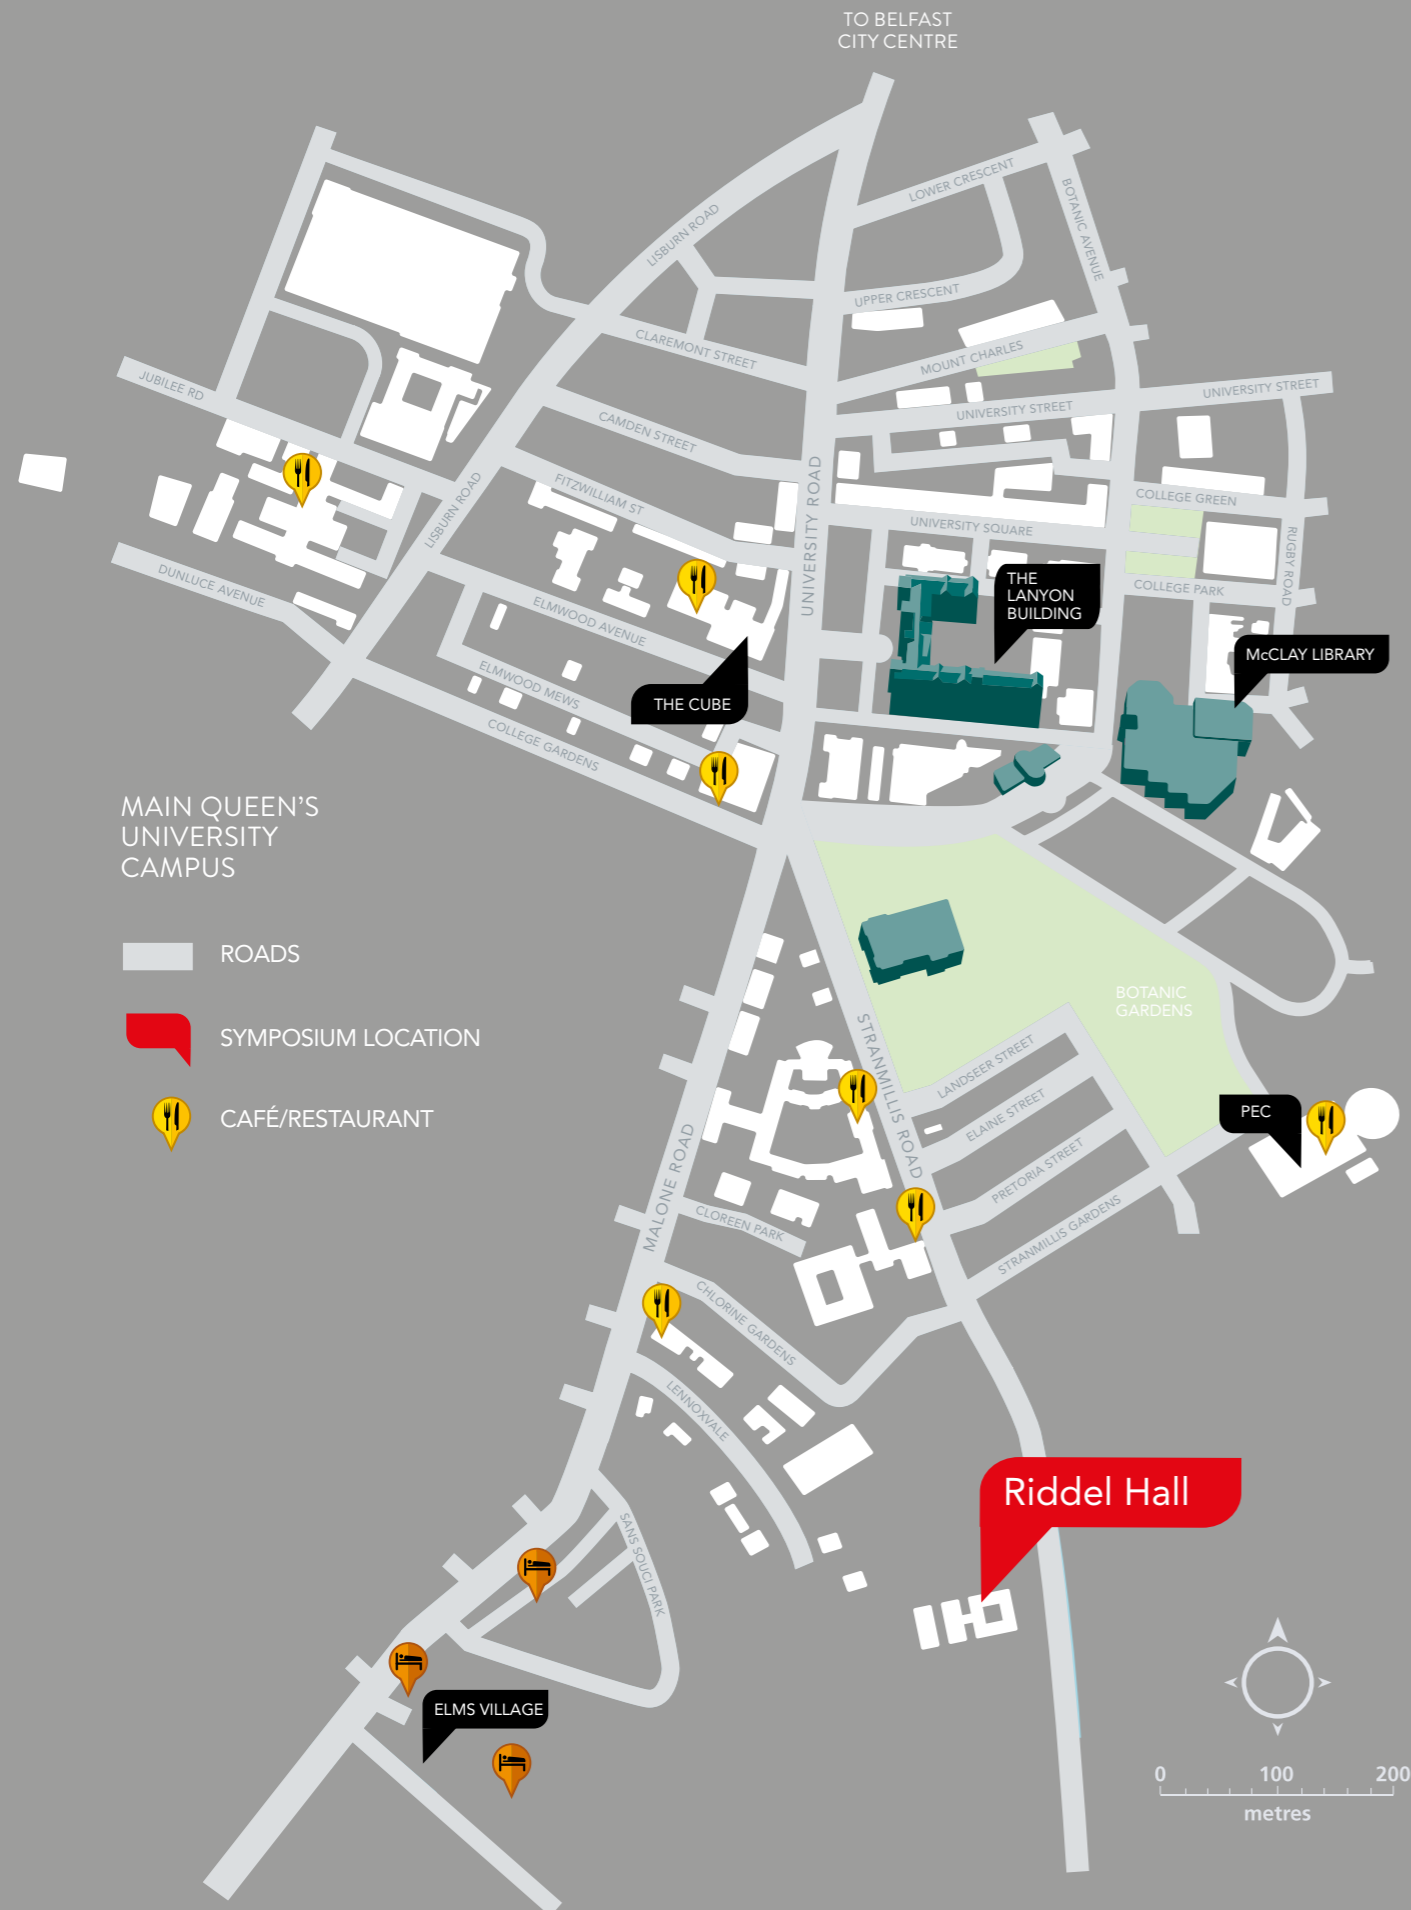 TO BELFAST
CITY CENTRE
LOWER CRESCENT
BOTANIC AVENUE
LISBURN ROAD
UPPER CRESCENT
CLAREMONT STREET
MOUNT CHARLES
JUBILEE RD
UNIVERSITY STREET
UNIVERSITY STREET
CAMDEN STREET
UNIVERSITY ROAD
FITZWILLIAM ST
LISBURN ROAD
COLLEGE GREEN
UNIVERSITY SQUARE
RUGBY ROAD
DUNLUCE AVENUE
ELMWOOD AVENUE
THE
LANYON
BUILDING
COLLEGE PARK
McCLAY LIBRARY
ELMWOOD MEWS
THE CUBE
COLLEGE GARDENS
MAIN QUEEN'S
UNIVERSITY
CAMPUS
ROADS
SYMPOSIUM LOCATION
CAFÉ/RESTAURANT
BOTANIC
GARDENS
STRANMILLIS ROAD
LANDSEER STREET
ELAINE STREET
PEC
PRETORIA STREET
MALONE ROAD
CLOREEN PARK
STRANMILLIS GARDENS
CHLORINE GARDENS
LENNOXVALE
Riddel Hall
SANS SOUCI PARK
ELMS VILLAGE
0 100 200
metres